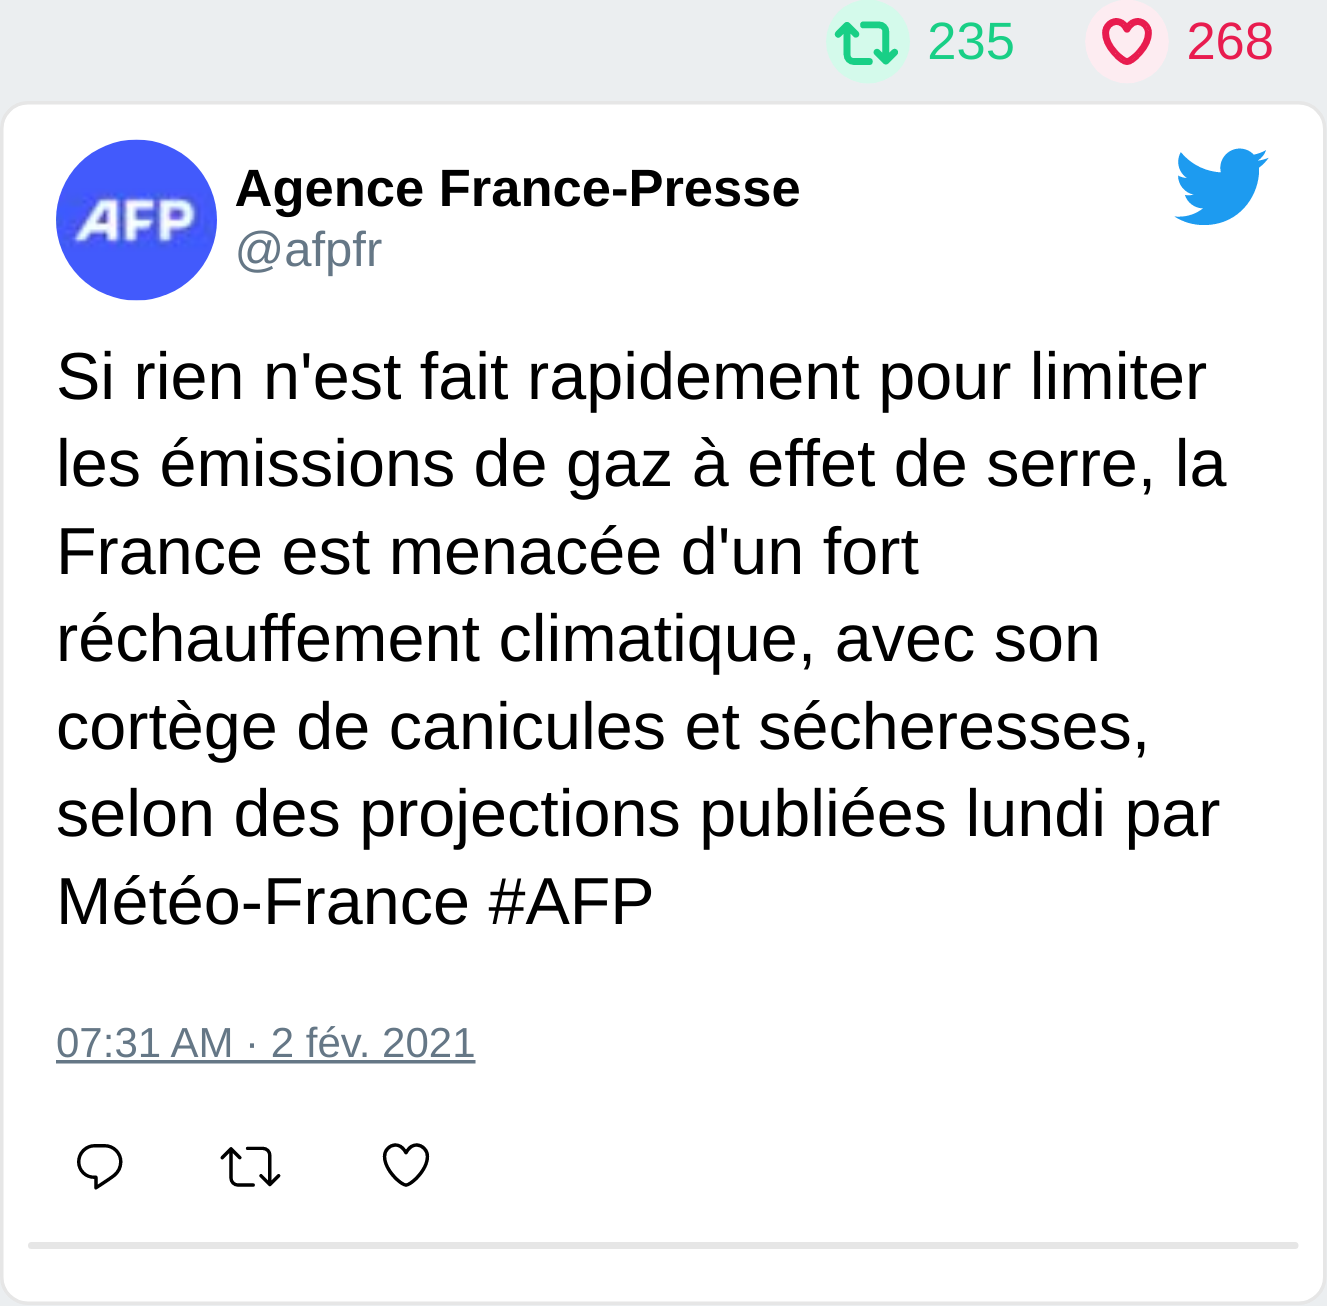 235 268
AFP
Agence France-Presse
@afpfr
Si rien n'est fait rapidement pour limiter
les émissions de gaz à effet de serre, la
France est menacée d'un fort
réchauffement climatique, avec son
cortège de canicules et sécheresses,
selon des projections publiées lundi par
Météo-France #AFP
07:31 AM · 2 fév. 2021